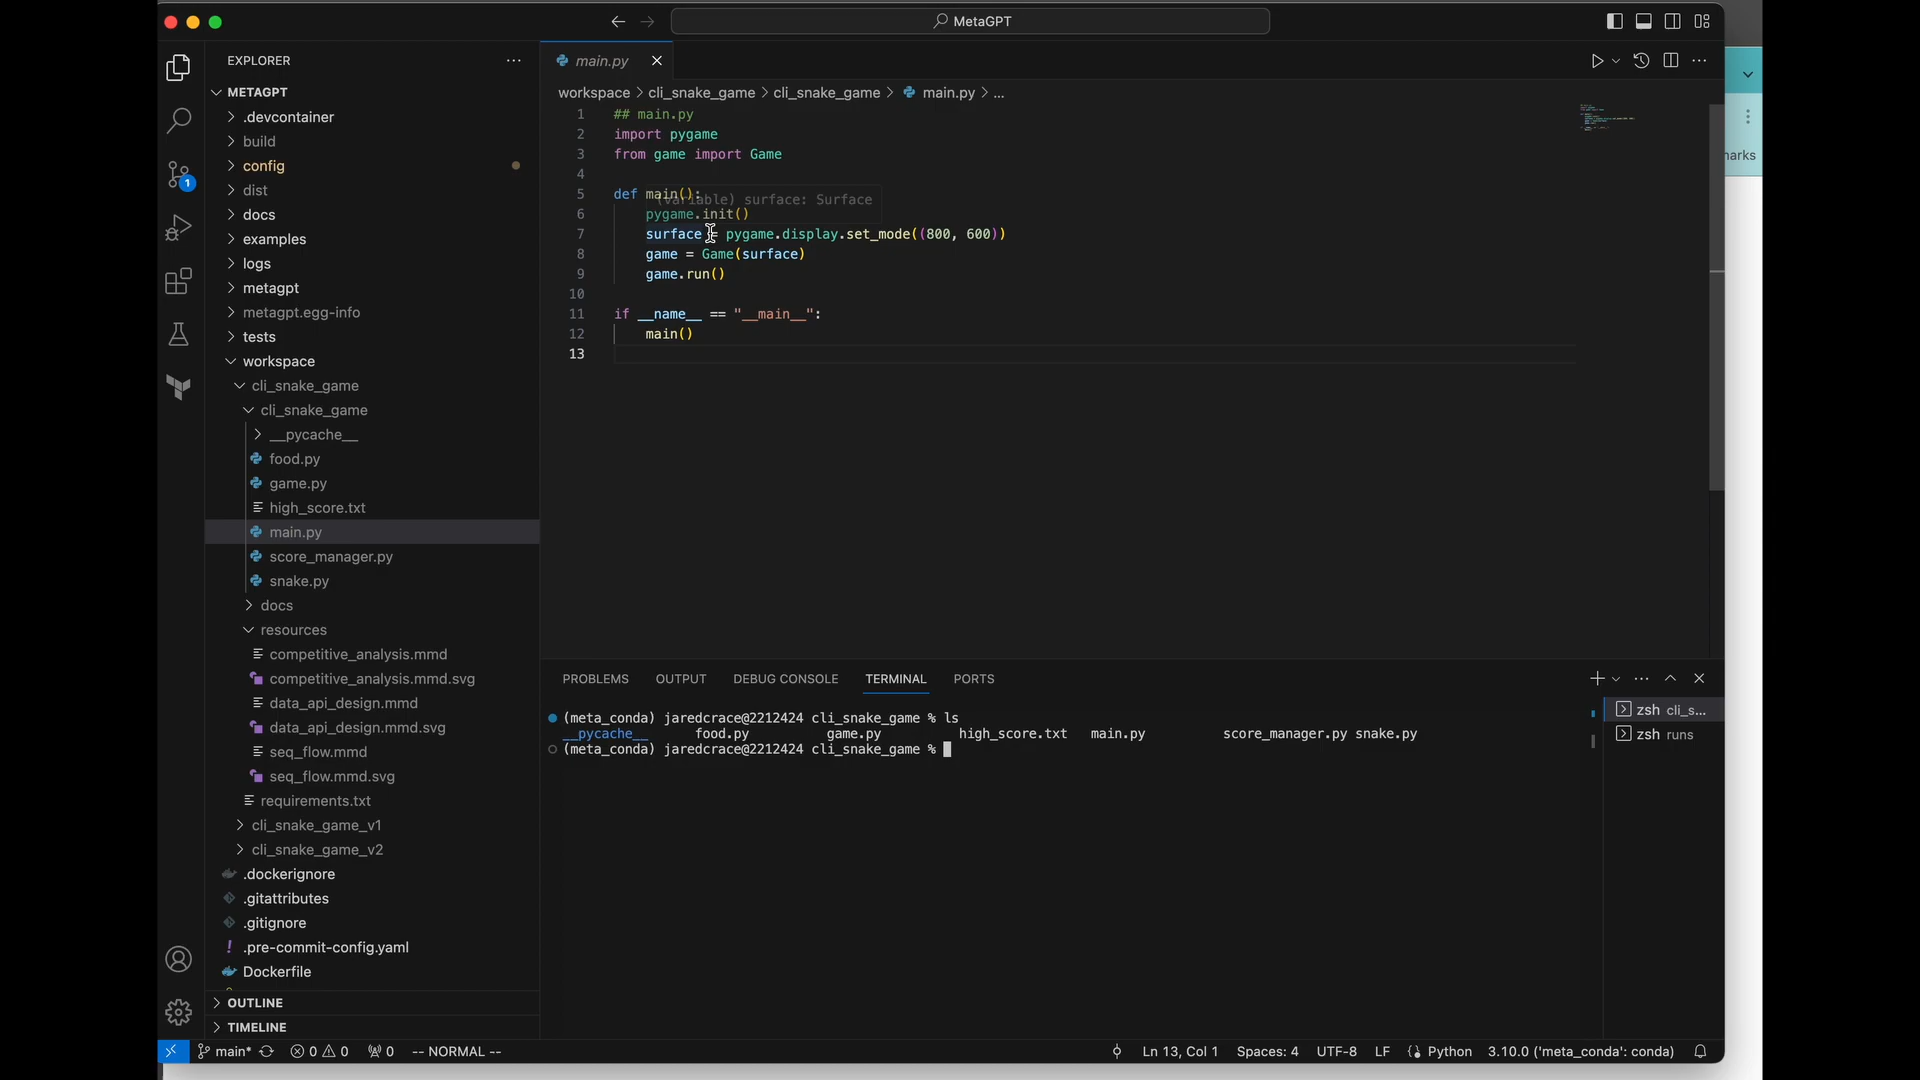 MetaGPT
EXPLORER
METAGPT
.devcontainer
build
config
dist
docs
examples
logs
metagpt
metagpt.egg-info
tests
workspace
cli_snake_game
cli_snake_game
__pycache__
food.py
game.py
high_score.txt
main.py
score_manager.py
snake.py
docs
resources
competitive_analysis.mmd
competitive_analysis.mmd.svg
data_api_design.mmd
data_api_design.mmd.svg
seq_flow.mmd
seq_flow.mmd.svg
requirements.txt
cli_snake_game_v1
cli_snake_game_v2
.dockerignore
.gitattributes
.gitignore
.pre-commit-config.yaml
Dockerfile
OUTLINE
TIMELINE
1
main.py
workspace > cli_snake_game > cli_snake_game > main.py > ...
1 ## main.py
2 import pygame
3 from game import Game
4
5 def main():
(variable) surface: Surface
6 pygame.init()
7 surface = pygame.display.set_mode((800, 600))
8 game = Game(surface)
9 game.run()
10
11 if __name__ == "__main__":
12 main()
13
arks
PROBLEMS OUTPUT DEBUG CONSOLE TERMINAL PORTS
(meta_conda) jaredcrace@2212424 cli_snake_game % ls
__pycache__ food.py game.py high_score.txt main.py score_manager.py snake.py
(meta_conda) jaredcrace@2212424 cli_snake_game %
zsh cli_s...
zsh runs
main* 0 0 0 -- NORMAL -- Ln 13, Col 1 Spaces: 4 UTF-8 LF Python 3.10.0 ('meta_conda': conda)